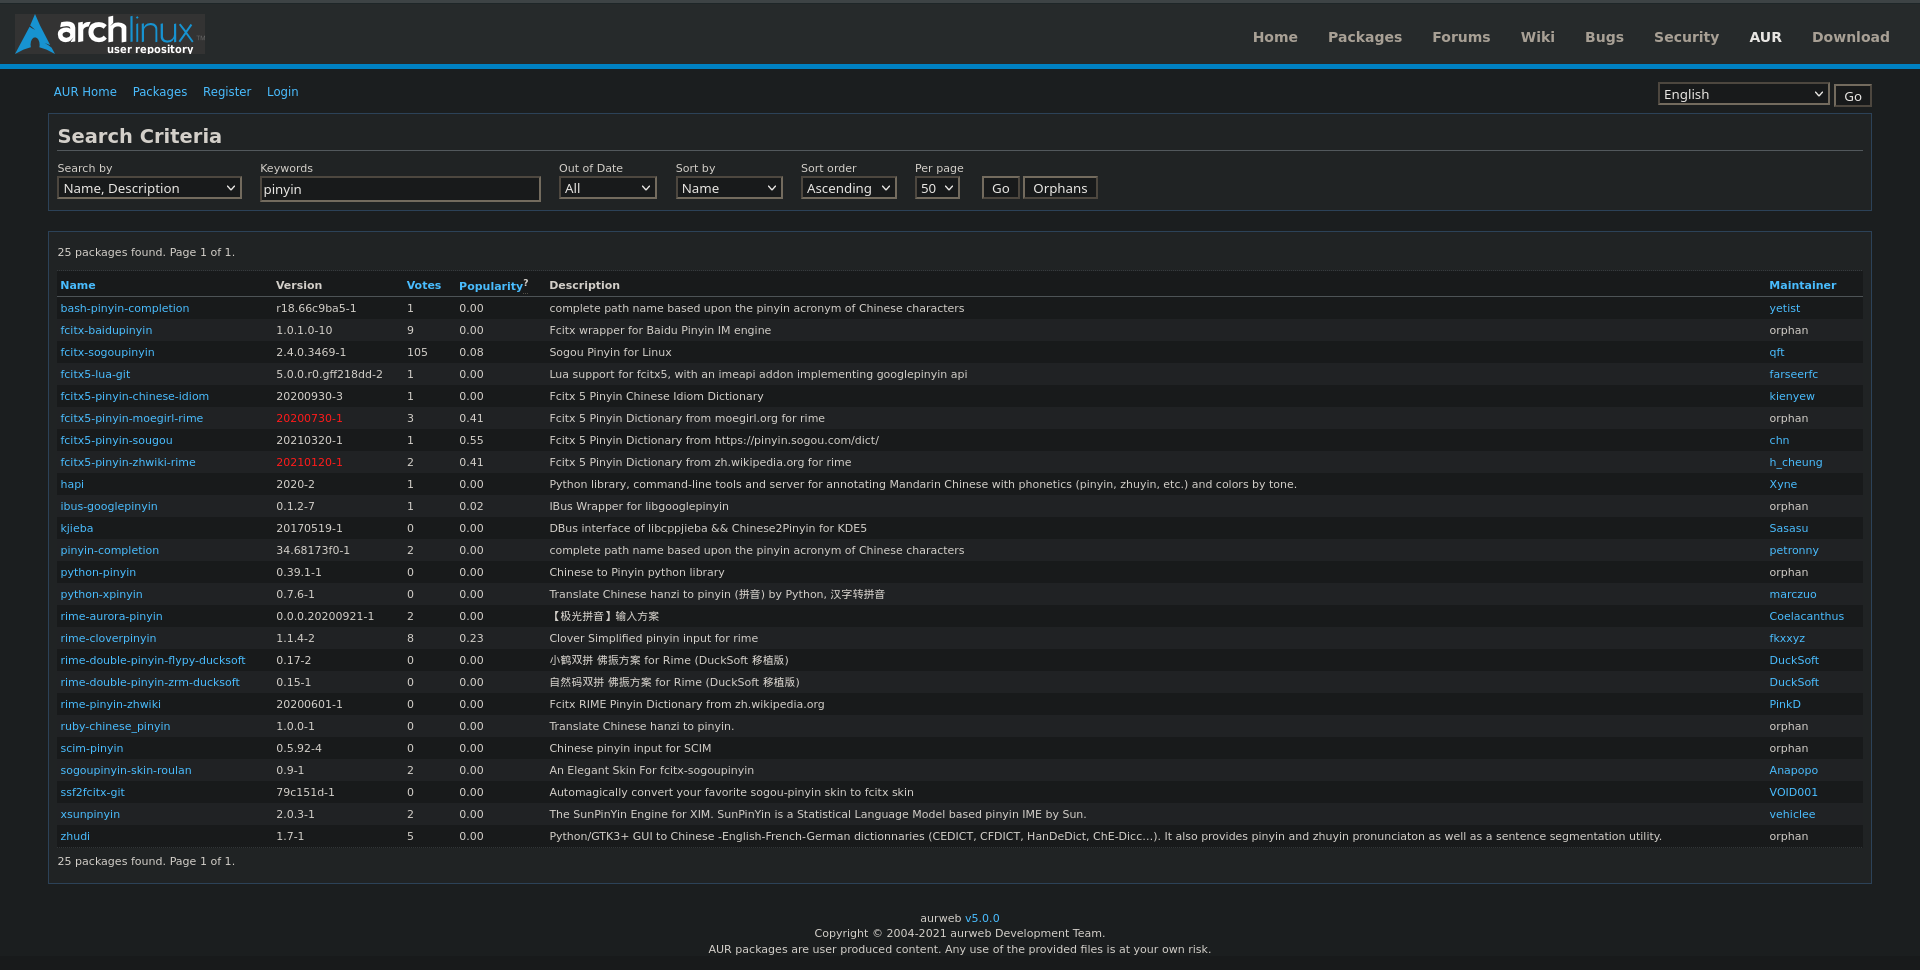 archlinux™
user repository
Home Packages Forums Wiki Bugs Security AUR Download
AUR Home Packages Register Login English Go
Search Criteria
Search by Keywords Out of Date Sort by Sort order Per page
Name, Description pinyin All Name Ascending 50 Go Orphans
25 packages found. Page 1 of 1.
Name Version Votes Popularity? Description Maintainer
bash-pinyin-completion r18.66c9ba5-1 1 0.00 complete path name based upon the pinyin acronym of Chinese characters yetist
fcitx-baidupinyin 1.0.1.0-10 9 0.00 Fcitx wrapper for Baidu Pinyin IM engine orphan
fcitx-sogoupinyin 2.4.0.3469-1 105 0.08 Sogou Pinyin for Linux qft
fcitx5-lua-git 5.0.0.r0.gff218dd-2 1 0.00 Lua support for fcitx5, with an imeapi addon implementing googlepinyin api farseerfc
fcitx5-pinyin-chinese-idiom 20200930-3 1 0.00 Fcitx 5 Pinyin Chinese Idiom Dictionary kienyew
fcitx5-pinyin-moegirl-rime 20200730-1 3 0.41 Fcitx 5 Pinyin Dictionary from moegirl.org for rime orphan
fcitx5-pinyin-sougou 20210320-1 1 0.55 Fcitx 5 Pinyin Dictionary from https://pinyin.sogou.com/dict/ chn
fcitx5-pinyin-zhwiki-rime 20210120-1 2 0.41 Fcitx 5 Pinyin Dictionary from zh.wikipedia.org for rime h_cheung
hapi 2020-2 1 0.00 Python library, command-line tools and server for annotating Mandarin Chinese with phonetics (pinyin, zhuyin, etc.) and colors by tone. Xyne
ibus-googlepinyin 0.1.2-7 1 0.02 IBus Wrapper for libgooglepinyin orphan
kjieba 20170519-1 0 0.00 DBus interface of libcppjieba && Chinese2Pinyin for KDE5 Sasasu
pinyin-completion 34.68173f0-1 2 0.00 complete path name based upon the pinyin acronym of Chinese characters petronny
python-pinyin 0.39.1-1 0 0.00 Chinese to Pinyin python library orphan
python-xpinyin 0.7.6-1 0 0.00 Translate Chinese hanzi to pinyin (拼音) by Python, 汉字转拼音 marczuo
rime-aurora-pinyin 0.0.0.20200921-1 2 0.00 【极光拼音】输入方案 Coelacanthus
rime-cloverpinyin 1.1.4-2 8 0.23 Clover Simplified pinyin input for rime fkxxyz
rime-double-pinyin-flypy-ducksoft 0.17-2 0 0.00 小鹤双拼 佛振方案 for Rime (DuckSoft 移植版) DuckSoft
rime-double-pinyin-zrm-ducksoft 0.15-1 0 0.00 自然码双拼 佛振方案 for Rime (DuckSoft 移植版) DuckSoft
rime-pinyin-zhwiki 20200601-1 0 0.00 Fcitx RIME Pinyin Dictionary from zh.wikipedia.org PinkD
ruby-chinese_pinyin 1.0.0-1 0 0.00 Translate Chinese hanzi to pinyin. orphan
scim-pinyin 0.5.92-4 0 0.00 Chinese pinyin input for SCIM orphan
sogoupinyin-skin-roulan 0.9-1 2 0.00 An Elegant Skin For fcitx-sogoupinyin Anapopo
ssf2fcitx-git 79c151d-1 0 0.00 Automagically convert your favorite sogou-pinyin skin to fcitx skin VOID001
xsunpinyin 2.0.3-1 2 0.00 The SunPinYin Engine for XIM. SunPinYin is a Statistical Language Model based pinyin IME by Sun. vehiclee
zhudi 1.7-1 5 0.00 Python/GTK3+ GUI to Chinese -English-French-German dictionnaries (CEDICT, CFDICT, HanDeDict, ChE-Dicc...). It also provides pinyin and zhuyin pronunciaton as well as a sentence segmentation utility. orphan
25 packages found. Page 1 of 1.
aurweb v5.0.0
Copyright © 2004-2021 aurweb Development Team.
AUR packages are user produced content. Any use of the provided files is at your own risk.